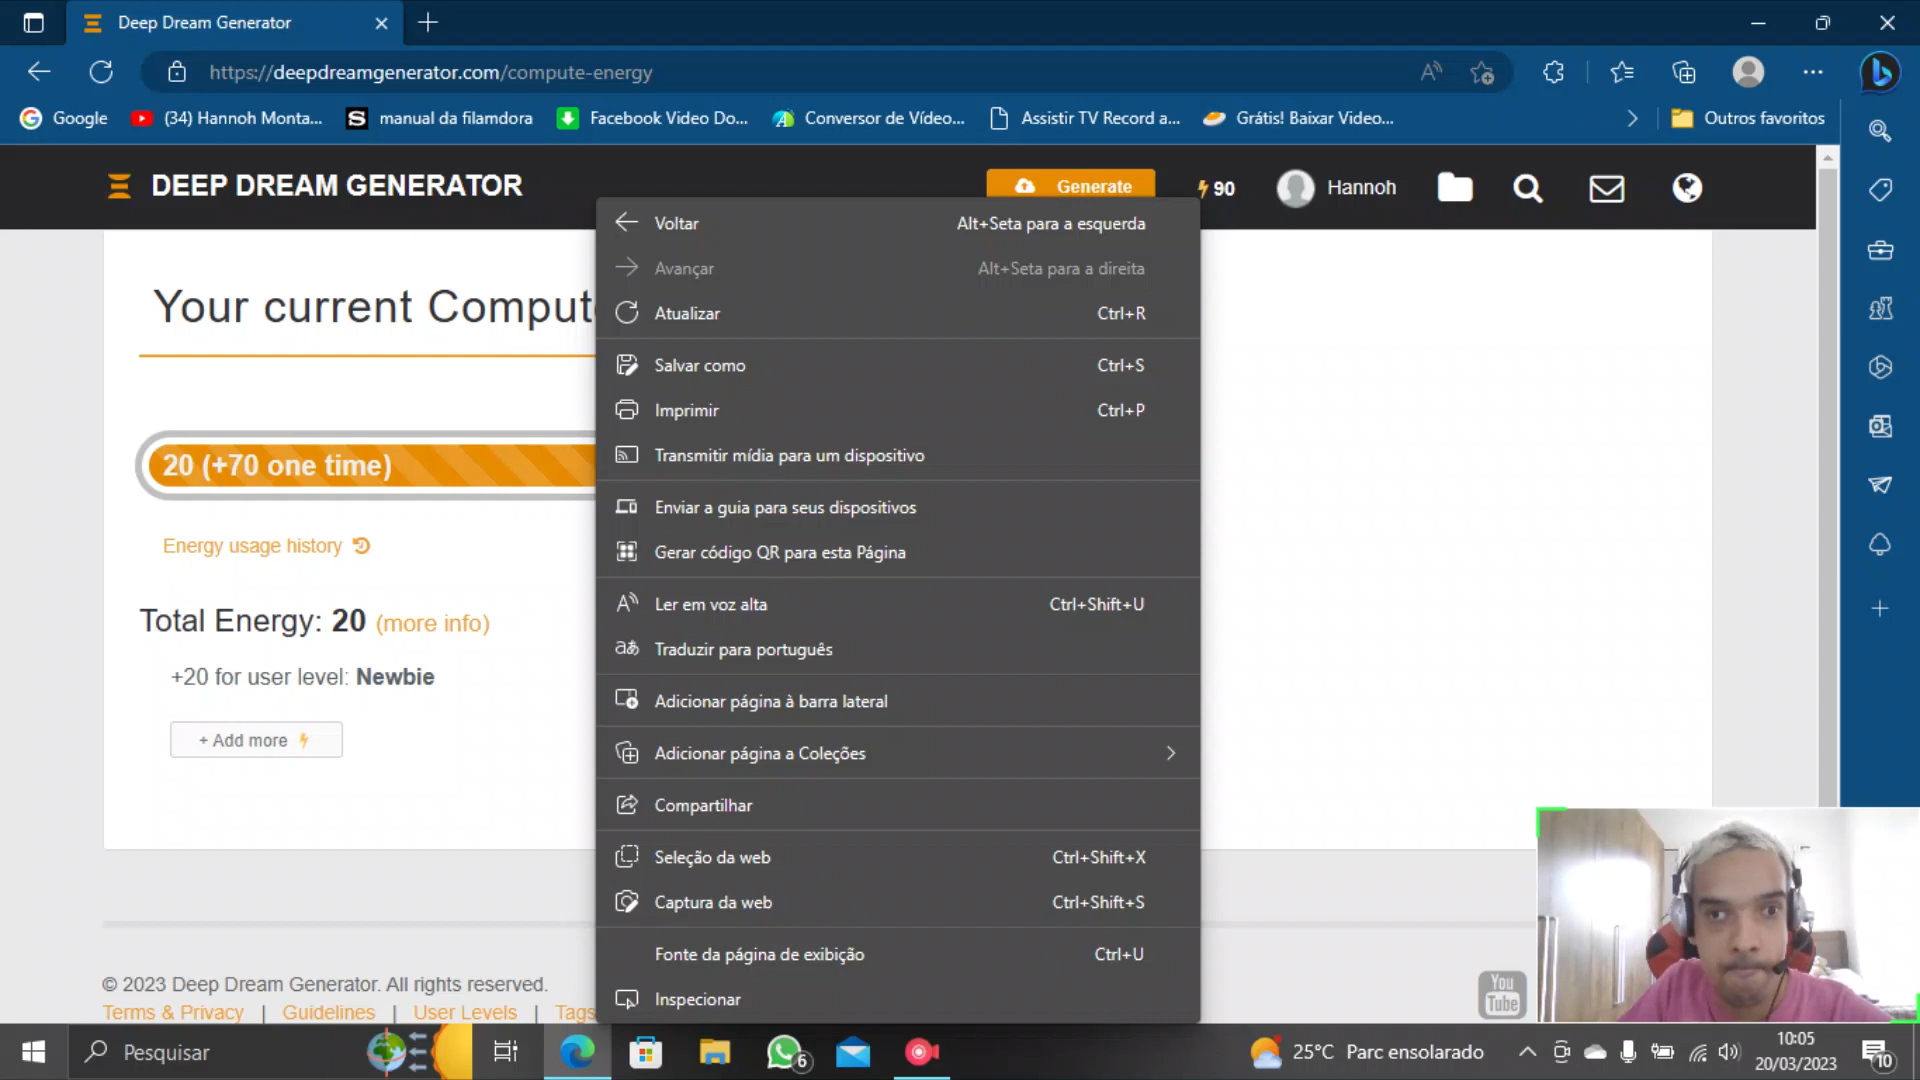 Deep Dream Generator
https://deepdreamgenerator.com/compute-energy
Google
(34) Hannoh Monta...
manual da filamdora
Facebook Video Do...
Conversor de Vídeo...
Assistir TV Record a...
Grátis! Baixar Video...
Outros favoritos
DEEP DREAM GENERATOR
Generate
90
Hannoh
Your current Compute
20 (+70 one time)
Energy usage history
Total Energy: 20 (more info)
+20 for user level: Newbie
+ Add more
Voltar Alt+Seta para a esquerda
Avançar Alt+Seta para a direita
Atualizar Ctrl+R
Salvar como Ctrl+S
Imprimir Ctrl+P
Transmitir mídia para um dispositivo
Enviar a guia para seus dispositivos
Gerar código QR para esta Página
Ler em voz alta Ctrl+Shift+U
Traduzir para português
Adicionar página à barra lateral
Adicionar página a Coleções
Compartilhar
Seleção da web Ctrl+Shift+X
Captura da web Ctrl+Shift+S
Fonte da página de exibição Ctrl+U
Inspecionar
© 2023 Deep Dream Generator. All rights reserved.
Terms & Privacy | Guidelines | User Levels | Tags
You
Tube
Pesquisar
6
25°C Parc ensolarado
10:05
20/03/2023
10